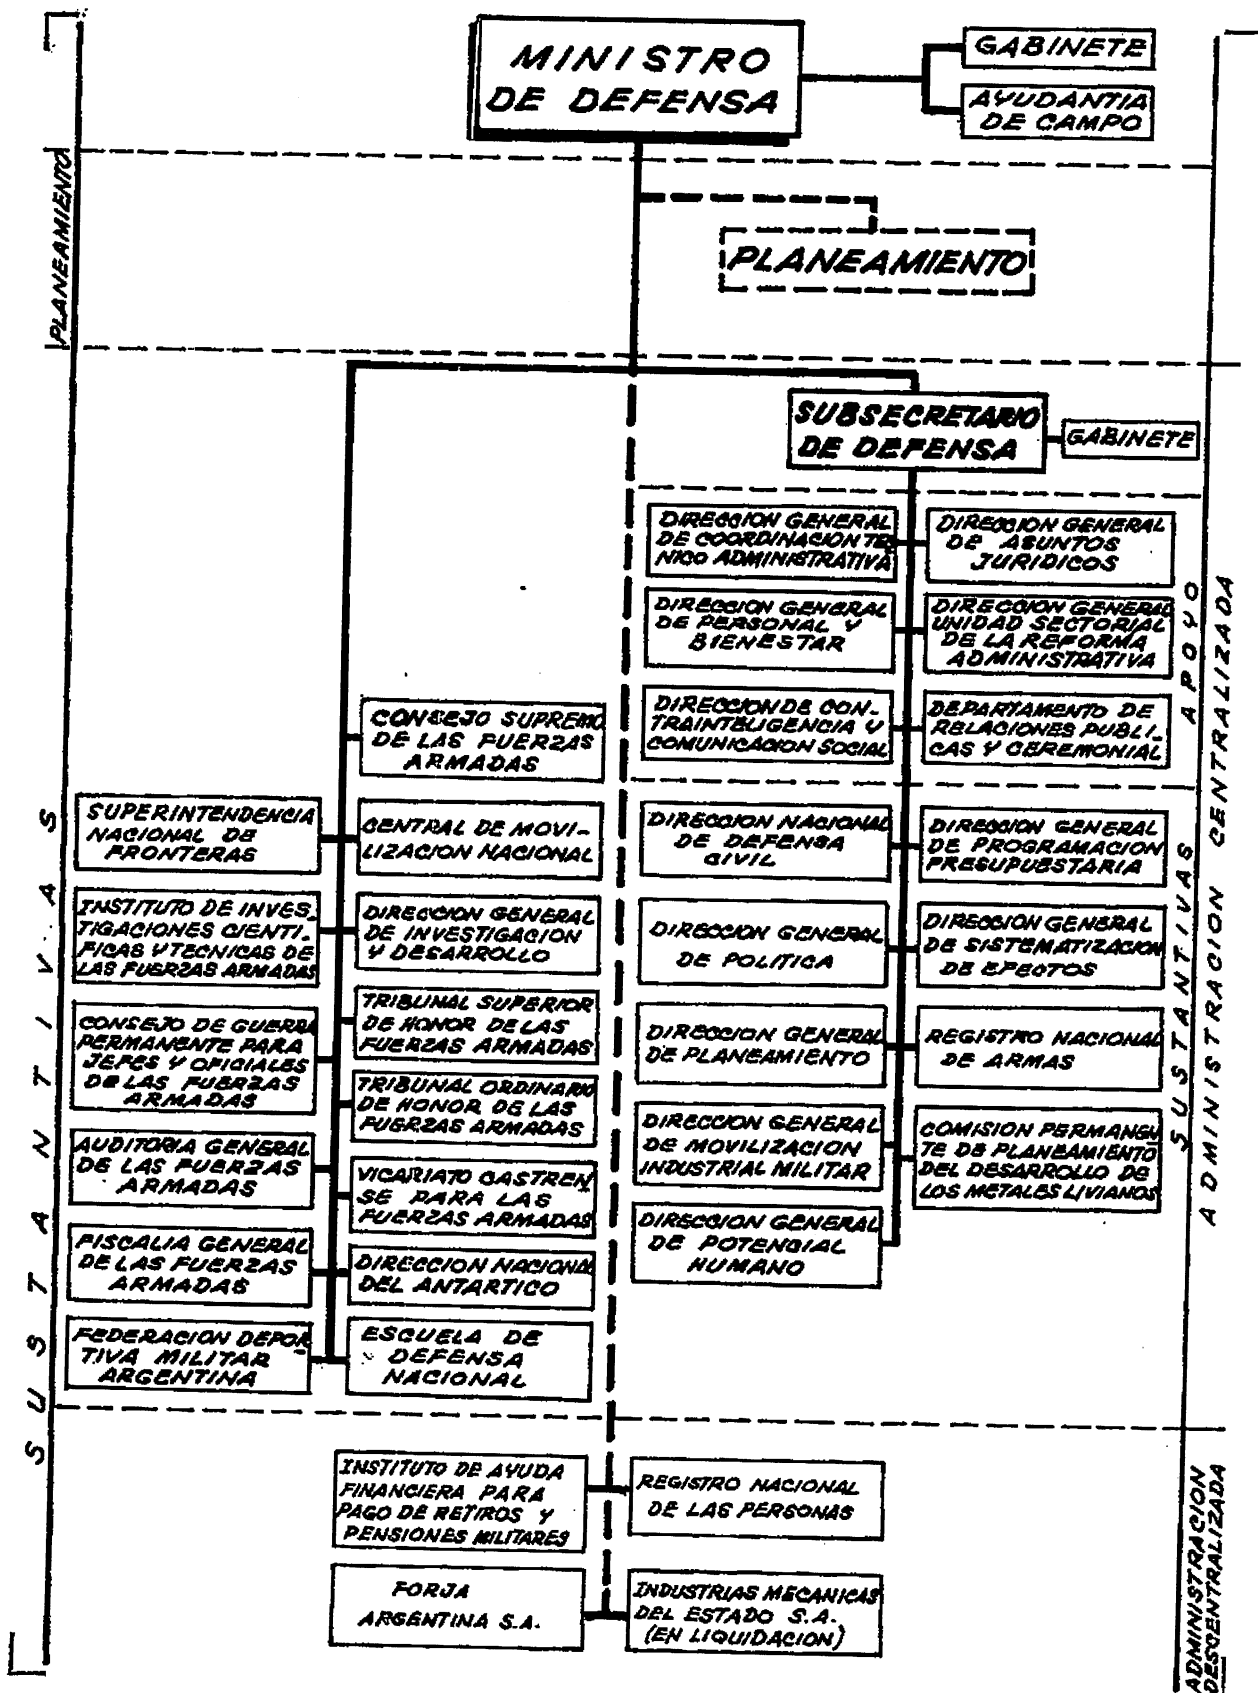 MINISTRO
DE DEFENSA
GABINETE
AYUDANTIA
DE CAMPO
PLANEAMIENTO
PLANEAMIENTO
SUBSECRETARIO
DE DEFENSA
GABINETE
DIRECCION GENERAL
DE COORDINACION TEC
NICO ADMINISTRATIVA
DIRECCION GENERAL
DE ASUNTOS
JURIDICOS
DIRECCION GENERAL
DE PERSONAL Y
BIENESTAR
DIRECCION GENERAL
UNIDAD SECTORIAL
DE LA REFORMA
ADMINISTRATIVA
DIRECCION DE CON-
TRAINTELIGENCIA Y
COMUNICACION SOCIAL
DEPARTAMENTO DE
RELACIONES PUBLI-
CAS Y CEREMONIAL
APOYO
CONSEJO SUPREMO
DE LAS FUERZAS
ARMADAS
SUPERINTENDENCIA
NACIONAL DE
FRONTERAS
CENTRAL DE MOVI-
LIZACION NACIONAL
INSTITUTO DE INVES-
TIGACIONES CIENTI-
FICAS Y TECNICAS DE
LAS FUERZAS ARMADAS
DIRECCION GENERAL
DE INVESTIGACION
Y DESARROLLO
CONSEJO DE GUERRA
PERMANENTE PARA
JEFES Y OFICIALES
DE LAS FUERZAS
ARMADAS
TRIBUNAL SUPERIOR
DE HONOR DE LAS
FUERZAS ARMADAS
TRIBUNAL ORDINARIO
DE HONOR DE LAS
FUERZAS ARMADAS
AUDITORIA GENERAL
DE LAS FUERZAS
ARMADAS
VICARIATO CASTREN
SE PARA LAS
FUERZAS ARMADAS
FISCALIA GENERAL
DE LAS FUERZAS
ARMADAS
DIRECCION NACIONAL
DEL ANTARTICO
FEDERACION DEPOR
TIVA MILITAR
ARGENTINA
ESCUELA DE
DEFENSA
NACIONAL
SUSTANTIVAS
DIRECCION NACIONAL
DE DEFENSA
CIVIL
DIRECCION GENERAL
DE PROGRAMACION
PRESUPUESTARIA
DIRECCION GENERAL
DE POLITICA
DIRECCION GENERAL
DE SISTEMATIZACION
DE EFECTOS
DIRECCION GENERAL
DE PLANEAMIENTO
REGISTRO NACIONAL
DE ARMAS
DIRECCION GENERAL
DE MOVILIZACION
INDUSTRIAL MILITAR
COMISION PERMANEN
TE DE PLANEAMIENTO
DEL DESARROLLO DE
LOS METALES LIVIANOS
DIRECCION GENERAL
DE POTENCIAL
HUMANO
SUSTANTIVAS
ADMINISTRACION CENTRALIZADA
INSTITUTO DE AYUDA
FINANCIERA PARA
PAGO DE RETIROS Y
PENSIONES MILITARES
REGISTRO NACIONAL
DE LAS PERSONAS
FORJA
ARGENTINA S.A.
INDUSTRIAS MECANICAS
DEL ESTADO S.A.
(EN LIQUIDACION)
ADMINISTRACION
DESCENTRALIZADA